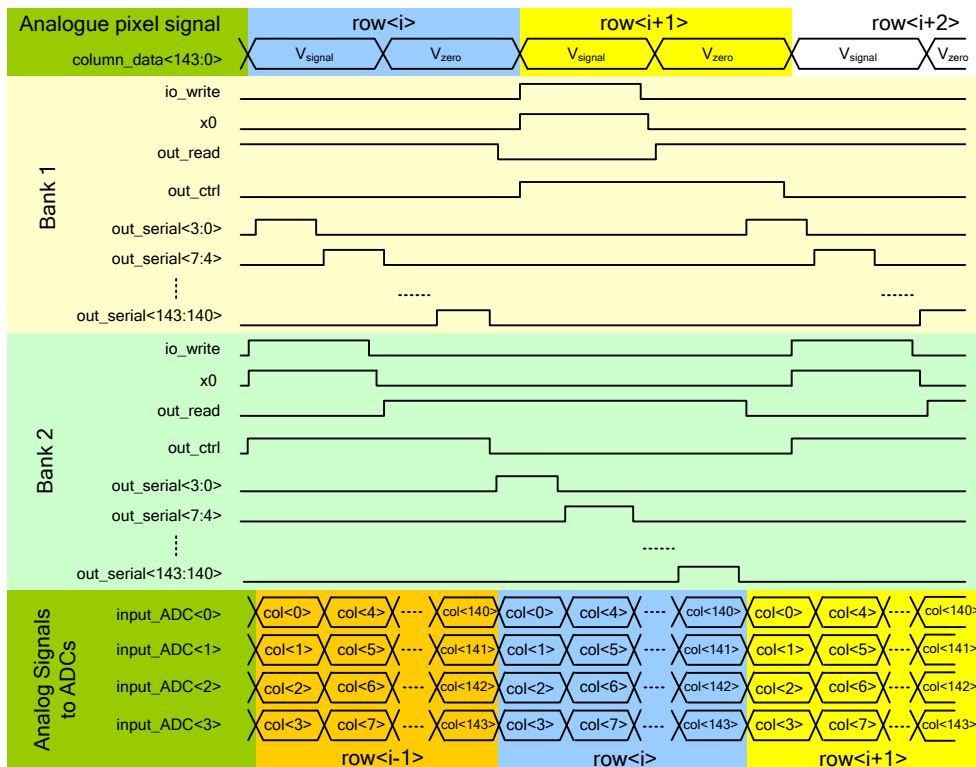 Analogue pixel signal row<i> row<i+1> row<i+2>
column_data<143:0> Vsignal Vzero Vsignal Vzero Vsignal Vzero
Bank 1
io_write
x0
out_read
out_ctrl
out_serial<3:0>
out_serial<7:4>
out_serial<143:140>
Bank 2
io_write
x0
out_read
out_ctrl
out_serial<3:0>
out_serial<7:4>
out_serial<143:140>
Analog Signals
to ADCs
input_ADC<0> col<0> col<4> col<140> col<0> col<4> col<140> col<0> col<4> col<140>
input_ADC<1> col<1> col<5> col<141> col<1> col<5> col<141> col<1> col<5> col<141>
input_ADC<2> col<2> col<6> col<142> col<2> col<6> col<142> col<2> col<6> col<142>
input_ADC<3> col<3> col<7> col<143> col<3> col<7> col<143> col<3> col<7> col<143>
row<i-1> row<i> row<i+1>